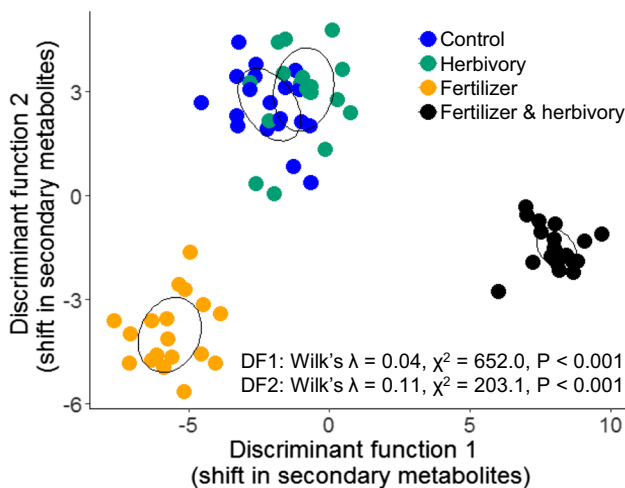 Control
Herbivory
Fertilizer
Fertilizer & herbivory
Discriminant function 2
(shift in secondary metabolites)
3
0
-3
-6
DF1: Wilk's λ = 0.04, χ² = 652.0, P < 0.001
DF2: Wilk's λ = 0.11, χ² = 203.1, P < 0.001
-5
0
5
10
Discriminant function 1
(shift in secondary metabolites)